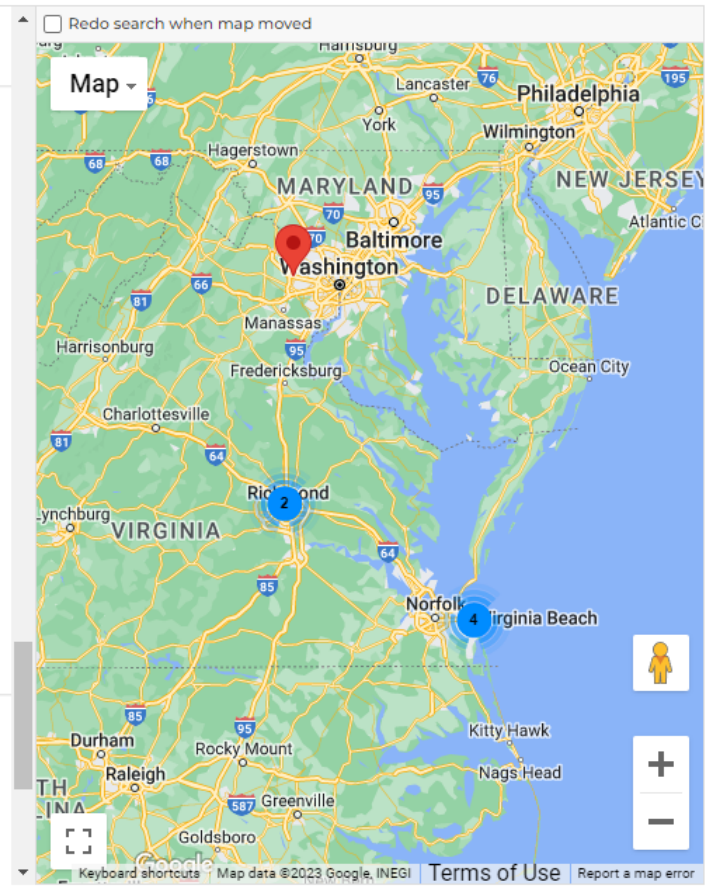 Redo search when map moved
Harrisburg
Map
76
195
Lancaster
Philadelphia
York
Wilmington
Hagerstown
68
68
MARYLAND
95
NEW JERSEY
70
70
Atlantic Ci
Baltimore
Washington
66
81
DELAWARE
Manassas
95
Harrisonburg
Fredericksburg
Ocean City
Charlottesville
81
64
Richmond
2
Lynchburg
VIRGINIA
64
85
Norfolk
4
Virginia Beach
85
95
Kitty Hawk
Durham
Rocky Mount
Raleigh
Nags Head
TH
LINA
587
Greenville
Goldsboro
Google
Keyboard shortcuts
Map data ©2023 Google, INEGI
Terms of Use
Report a map error